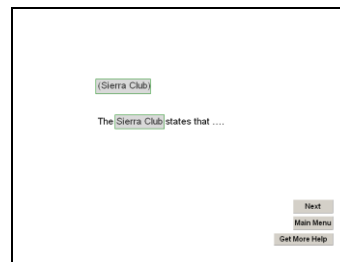 (Sierra Club)
The Sierra Club states that ....
Next
Main Menu
Get More Help